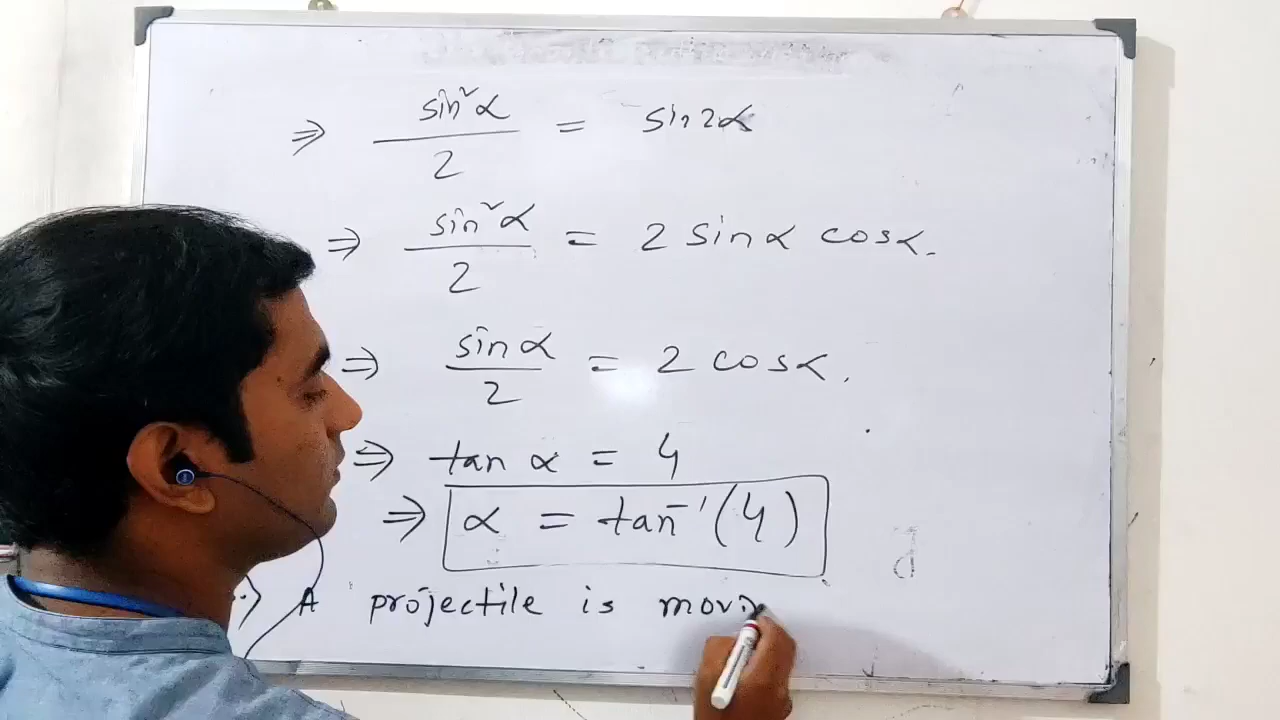 ⇒ sin²α / 2 = sin2α
⇒ sin²α / 2 = 2 sinα cosα.
⇒ sinα / 2 = 2 cosα.
⇒ tan α = 4
⇒ α = tan⁻¹(4)
A projectile is movi